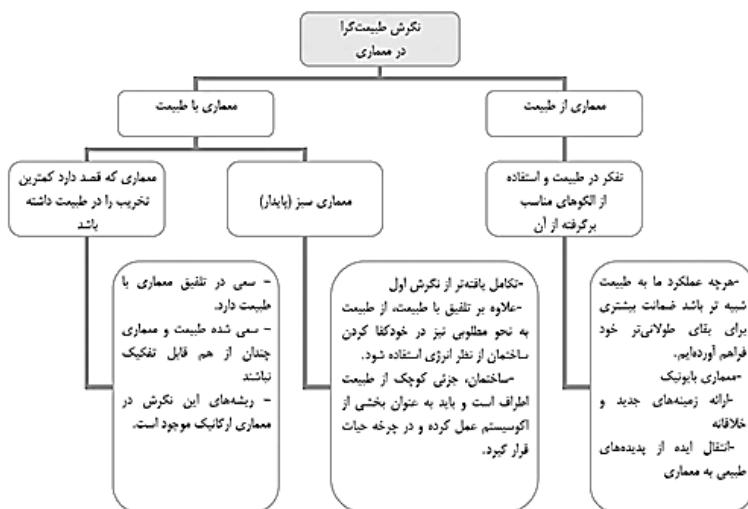 نگرش طبیعت‌گرا
در معماری
معماری از طبیعت
معماری با طبیعت
تفکر در طبیعت و استفاده
از الگوهای مناسب
برگرفته از آن
معماری سبز (پایدار)
معماری که قصد دارد کمترین
تخریب را در طبیعت داشته
باشد
-هرچه عملکرد ما به طبیعت
شبیه تر باشد ضمانت بیشتری
برای بقای طولانی‌تر خود
فراهم آورده‌ایم.
-معماری بایونیک
-ارائه زمینه‌های جدید و
خلاقانه
-انتقال ایده از پدیده‌های
طبیعی به معماری
-تکامل یافته‌تر از نگرش اول
-علاوه بر تلفیق با طبیعت، از طبیعت
به نحو مطلوبی نیز در خودکفا کردن
ساختمان از نظر انرژی استفاده شود.
-ساختمان، جزئی کوچک از طبیعت
اطراف است و باید به عنوان بخشی از
اکوسیستم عمل کرده و در چرخه حیات
قرار گیرد.
- سعی در تلفیق معماری با
طبیعت دارد.
- سعی شده طبیعت و معماری
چندان از هم قابل تفکیک
نباشند
- ریشه‌های این نگرش در
معماری ارگانیک موجود است.